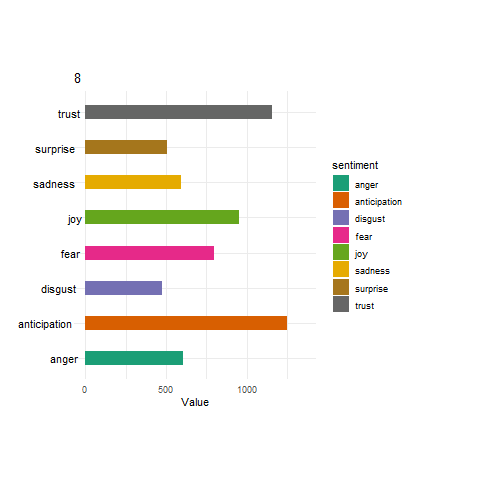 8
trust
surprise
sadness
joy
fear
disgust
anticipation
anger
0 500 1000
Value
sentiment
anger
anticipation
disgust
fear
joy
sadness
surprise
trust